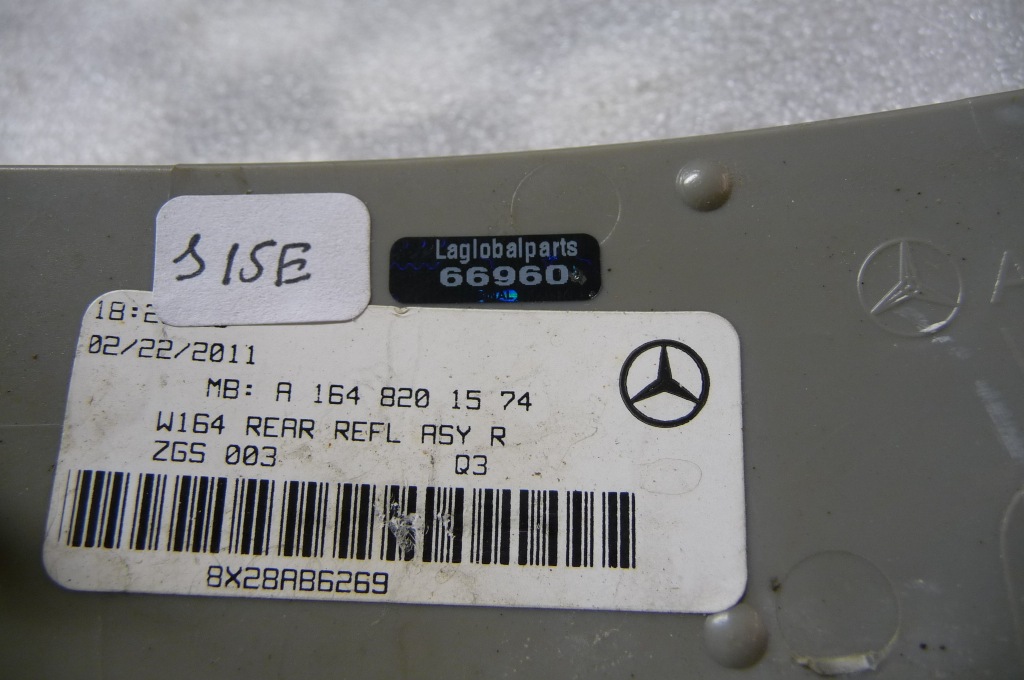 S15E
Laglobalparts
66960
18:2
02/22/2011
MB: A 164 820 15 74
W164 REAR REFL ASY R
ZGS 003 Q3
8X28AB6269
A